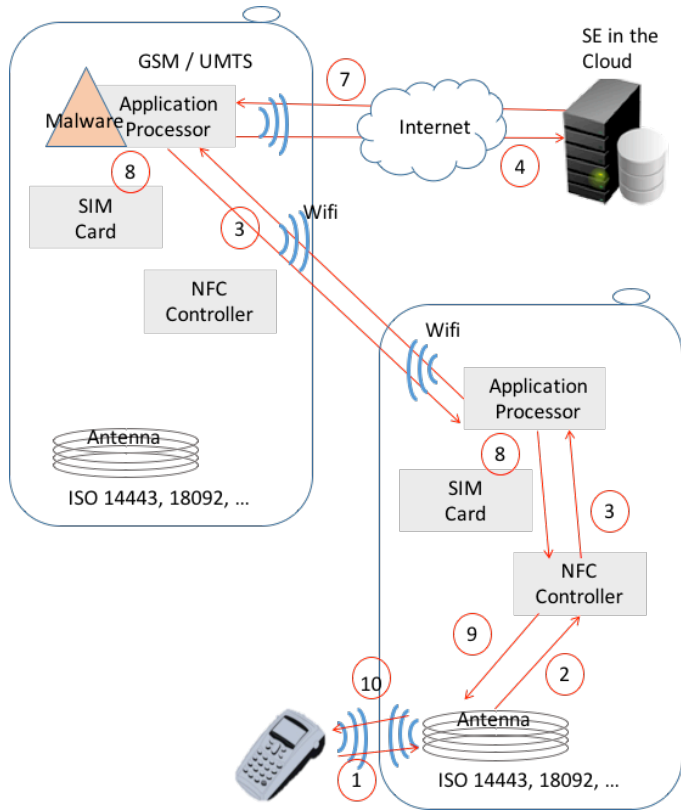 SE in the
Cloud
GSM / UMTS
7
Malware
Application
Processor
Internet
4
8
SIM
Card
3
Wifi
NFC
Controller
Wifi
Application
Processor
Antenna
8
ISO 14443, 18092, ...
SIM
Card
3
NFC
Controller
9
2
10
Antenna
1
ISO 14443, 18092, ...